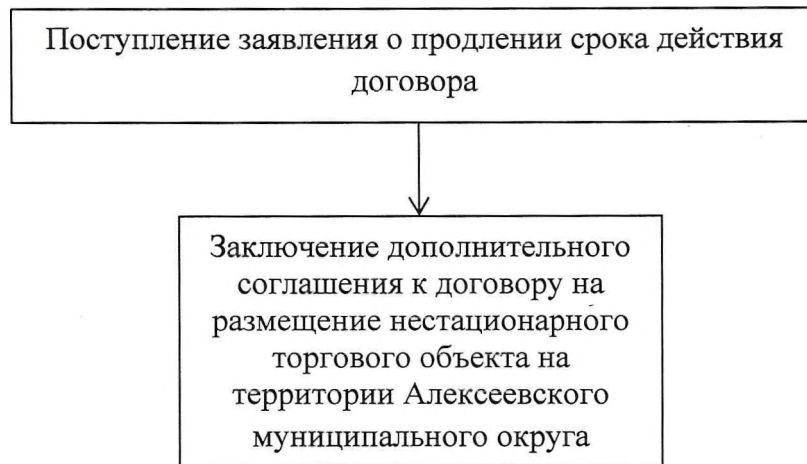 Поступление заявления о продлении срока действия
договора
Заключение дополнительного
соглашения к договору на
размещение нестационарного
торгового объекта на
территории Алексеевского
муниципального округа